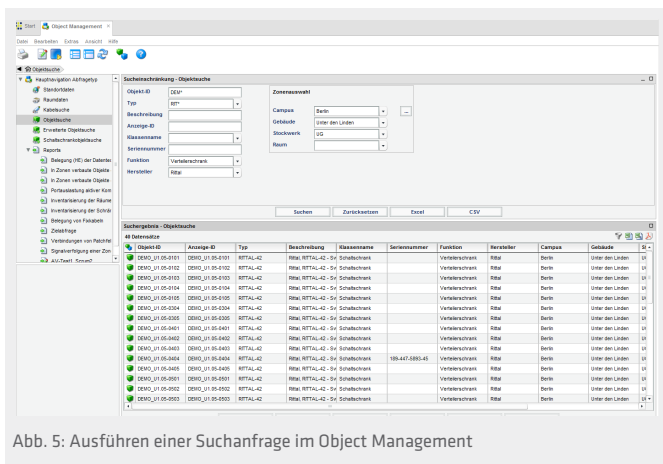 Start Object Management ×
Datei Bearbeiten Extras Ansicht Hilfe
Objektsuche
Hauptnavigation Abfragetyp
Standortdaten
Raumdaten
Kabelsuche
Objektsuche
Erweiterte Objektsuche
Schaltschrankobjektsuche
Reports
Belegung (HE) der Datenter
In Zonen verbaute Objekte
In Zonen verbaute Objekte
Portauslastung aktiver Kom
Inventarisierung der Räume
Inventarisierung der Schrän
Belegung von Fixkabeln
Zielabfrage
Verbindungen von Patchfel
Signalverfolgung einer Zon
AV-Test1_Scrum2
Sucheinschränkung - Objektsuche
Objekt-ID DEM*
Typ RIT*
Beschreibung
Anzeige-ID
Klassenname
Seriennummer
Funktion Verteilerschrank
Hersteller Rittal
Zonenauswahl
Campus Berlin ...
Gebäude Unter den Linden
Stockwerk UG
Raum
Suchen Zurücksetzen Excel CSV
Suchergebnis - Objektsuche
48 Datensätze
Objekt-ID Anzeige-ID Typ Beschreibung Klassenname Seriennummer Funktion Hersteller Campus Gebäude
DEMO_U1.05-0101 DEMO_U1.05-0101 RITTAL-42 Rittal, RITTAL-42 - Sv Schaltschrank Verteilerschrank Rittal Berlin Unter den Linden
DEMO_U1.05-0102 DEMO_U1.05-0102 RITTAL-42 Rittal, RITTAL-42 - Sv Schaltschrank Verteilerschrank Rittal Berlin Unter den Linden
DEMO_U1.05-0103 DEMO_U1.05-0103 RITTAL-42 Rittal, RITTAL-42 - Sv Schaltschrank Verteilerschrank Rittal Berlin Unter den Linden
DEMO_U1.05-0104 DEMO_U1.05-0104 RITTAL-42 Rittal, RITTAL-42 - Sv Schaltschrank Verteilerschrank Rittal Berlin Unter den Linden
DEMO_U1.05-0105 DEMO_U1.05-0105 RITTAL-42 Rittal, RITTAL-42 - Sv Schaltschrank Verteilerschrank Rittal Berlin Unter den Linden
DEMO_U1.05-0304 DEMO_U1.05-0304 RITTAL-42 Rittal, RITTAL-42 - Sv Schaltschrank Verteilerschrank Rittal Berlin Unter den Linden
DEMO_U1.05-0305 DEMO_U1.05-0305 RITTAL-42 Rittal, RITTAL-42 - Sv Schaltschrank Verteilerschrank Rittal Berlin Unter den Linden
DEMO_U1.05-0401 DEMO_U1.05-0401 RITTAL-42 Rittal, RITTAL-42 - Sv Schaltschrank Verteilerschrank Rittal Berlin Unter den Linden
DEMO_U1.05-0402 DEMO_U1.05-0402 RITTAL-42 Rittal, RITTAL-42 - Sv Schaltschrank Verteilerschrank Rittal Berlin Unter den Linden
DEMO_U1.05-0403 DEMO_U1.05-0403 RITTAL-42 Rittal, RITTAL-42 - Sv Schaltschrank Verteilerschrank Rittal Berlin Unter den Linden
DEMO_U1.05-0404 DEMO_U1.05-0404 RITTAL-42 Rittal, RITTAL-42 - Sv Schaltschrank 189-447-5893-45 Verteilerschrank Rittal Berlin Unter den Linden
DEMO_U1.05-0405 DEMO_U1.05-0405 RITTAL-42 Rittal, RITTAL-42 - Sv Schaltschrank Verteilerschrank Rittal Berlin Unter den Linden
DEMO_U1.05-0501 DEMO_U1.05-0501 RITTAL-42 Rittal, RITTAL-42 - Sv Schaltschrank Verteilerschrank Rittal Berlin Unter den Linden
DEMO_U1.05-0502 DEMO_U1.05-0502 RITTAL-42 Rittal, RITTAL-42 - Sv Schaltschrank Verteilerschrank Rittal Berlin Unter den Linden
DEMO_U1.05-0503 DEMO_U1.05-0503 RITTAL-42 Rittal, RITTAL-42 - Sv Schaltschrank Verteilerschrank Rittal Berlin Unter den Linden
Abb. 5: Ausführen einer Suchanfrage im Object Management